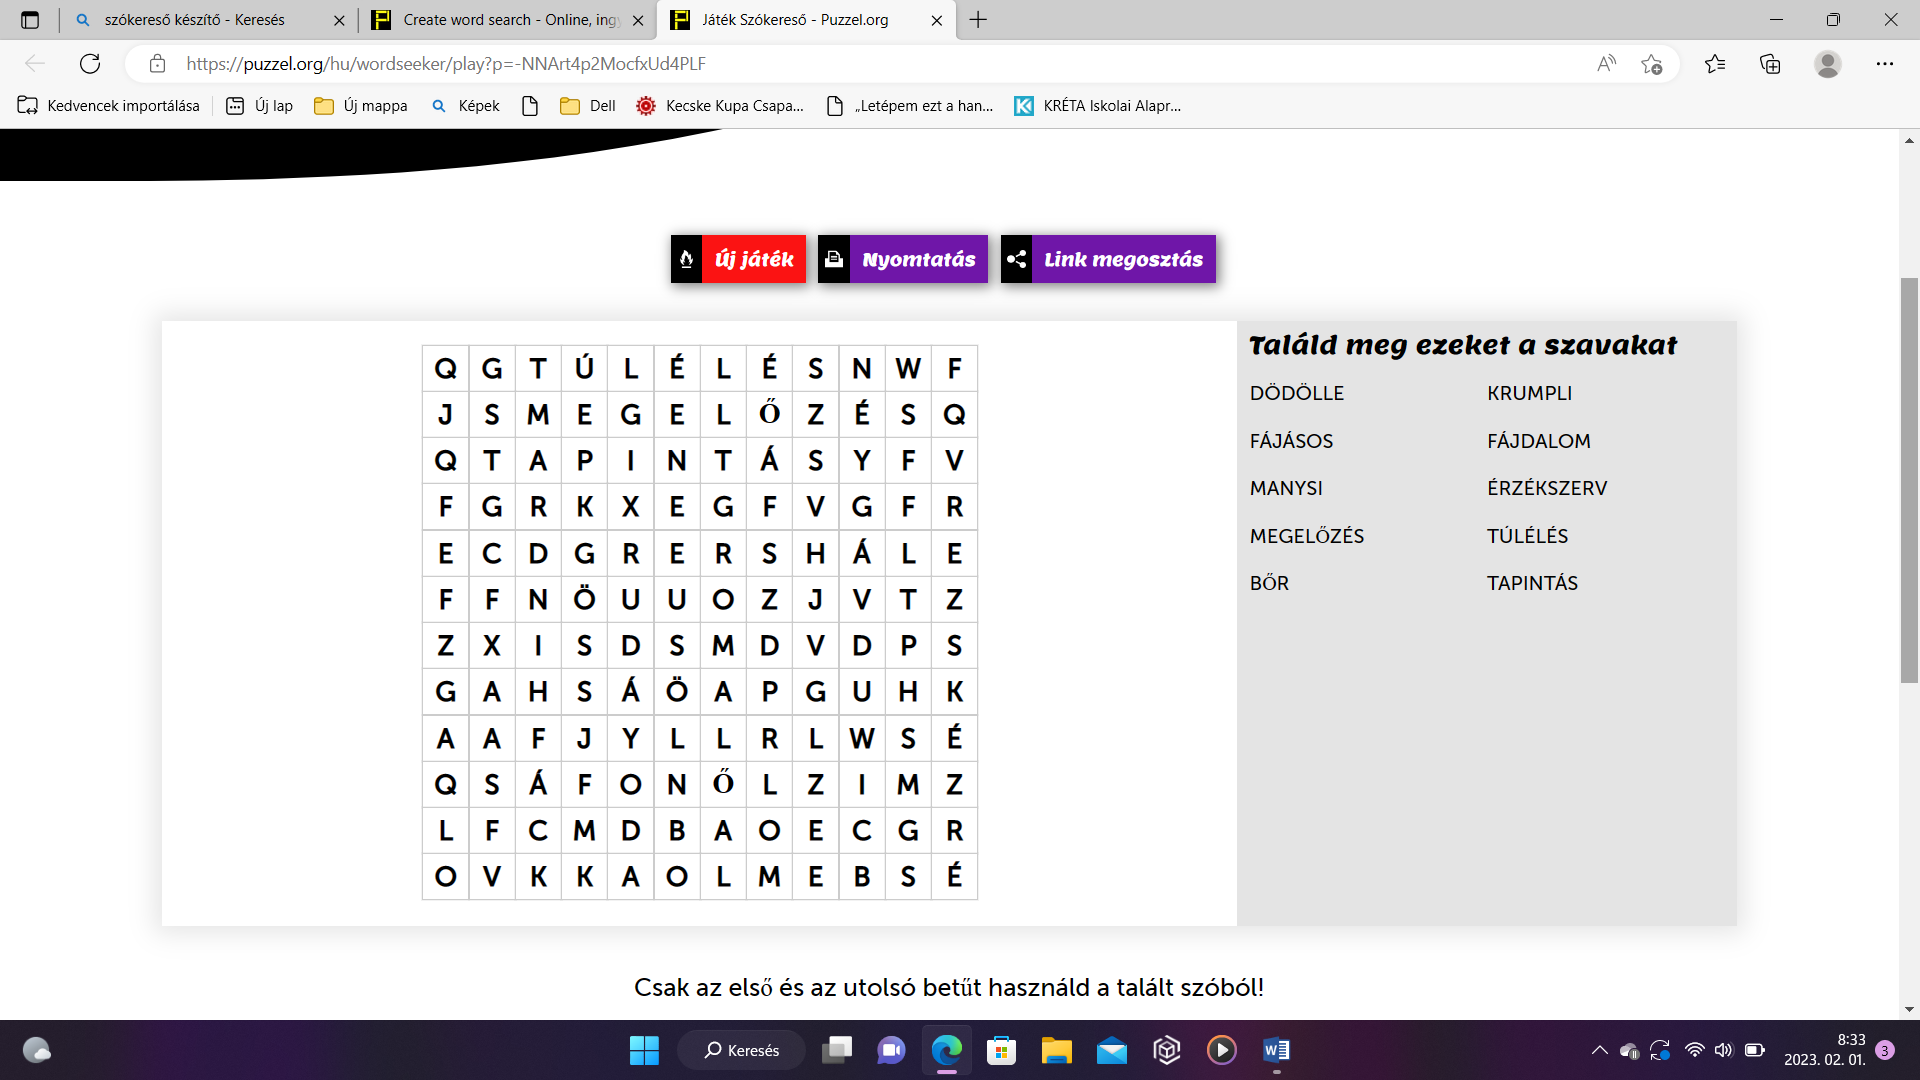 szókereső készítő - Keresés
Create word search - Online, ing
Játék Szókereső - Puzzel.org
https://puzzel.org/hu/wordseeker/play?p=-NNArt4p2MocfxUd4PLF
Kedvencek importálása
Új lap
Új mappa
Képek
Dell
Kecske Kupa Csapa...
„Letépem ezt a han...
KRÉTA Iskolai Alapr...
Új játék
Nyomtatás
Link megosztás
Q G T Ú L É L É S N W F
J S M E G E L Ő Z É S Q
Q T A P I N T Á S Y F V
F G R K X E G F V G F R
E C D G R E R S H Á L E
F F N Ö U U O Z J V T Z
Z X I S D S M D V D P S
G A H S Á Ö A P G U H K
A A F J Y L L R L W S É
Q S Á F O N Ő L Z I M Z
L F C M D B A O E C G R
O V K K A O L M E B S É
Találd meg ezeket a szavakat
DÖDÖLLE KRUMPLI
FÁJÁSOS FÁJDALOM
MANYSI ÉRZÉKSZERV
MEGELŐZÉS TÚLÉLÉS
BŐR TAPINTÁS
Csak az első és az utolsó betűt használd a talált szóból!
Keresés
8:33
2023. 02. 01.
3